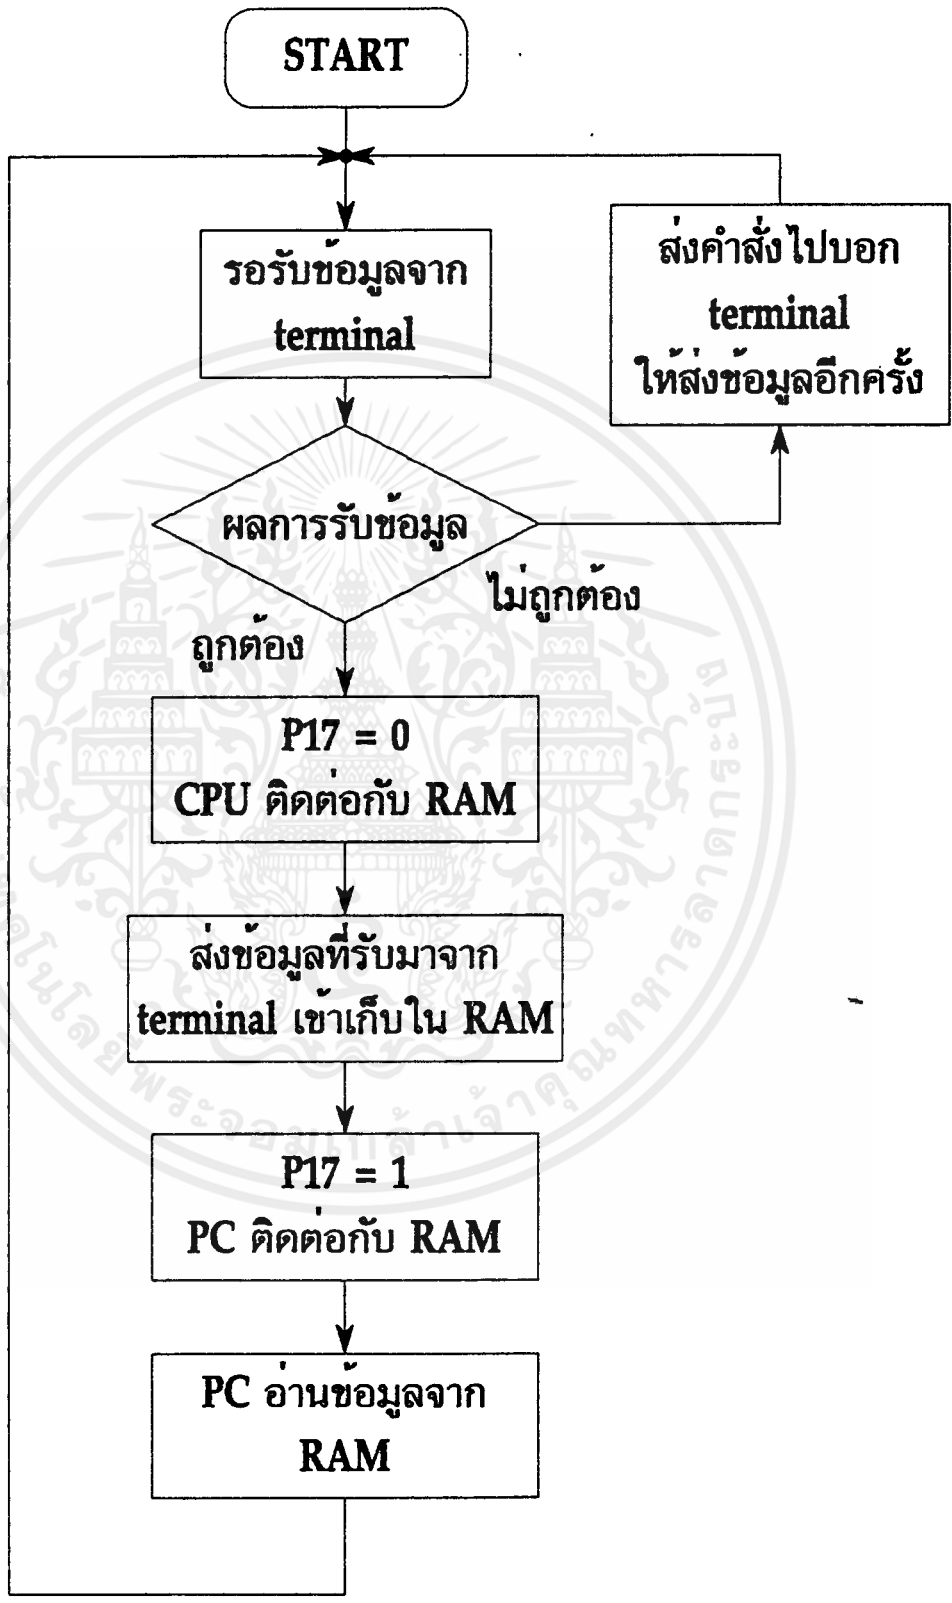 START
รอรับข้อมูลจาก
terminal
ส่งคำสั่งไปบอก
terminal
ให้ส่งข้อมูลอีกครั้ง
ผลการรับข้อมูล
ไม่ถูกต้อง
ถูกต้อง
P17 = 0
CPU ติดต่อกับ RAM
ส่งข้อมูลที่รับมาจาก
terminal เข้าเก็บใน RAM
P17 = 1
PC ติดต่อกับ RAM
PC อ่านข้อมูลจาก
RAM